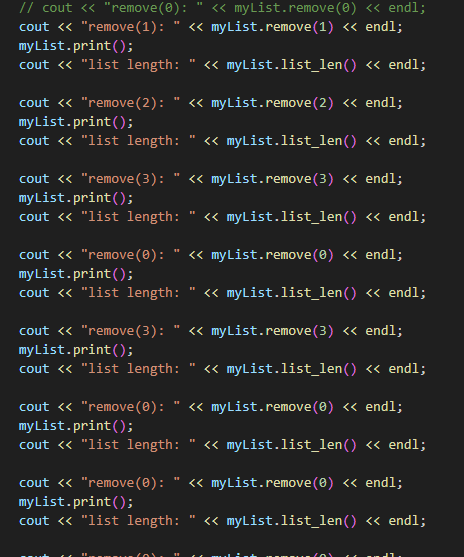 // cout << "remove(0): " << myList.remove(0) << endl;
cout << "remove(1): " << myList.remove(1) << endl;
myList.print();
cout << "list length: " << myList.list_len() << endl;
cout << "remove(2): " << myList.remove(2) << endl;
myList.print();
cout << "list length: " << myList.list_len() << endl;
cout << "remove(3): " << myList.remove(3) << endl;
myList.print();
cout << "list length: " << myList.list_len() << endl;
cout << "remove(0): " << myList.remove(0) << endl;
myList.print();
cout << "list length: " << myList.list_len() << endl;
cout << "remove(3): " << myList.remove(3) << endl;
myList.print();
cout << "list length: " << myList.list_len() << endl;
cout << "remove(0): " << myList.remove(0) << endl;
myList.print();
cout << "list length: " << myList.list_len() << endl;
cout << "remove(0): " << myList.remove(0) << endl;
myList.print();
cout << "list length: " << myList.list_len() << endl;